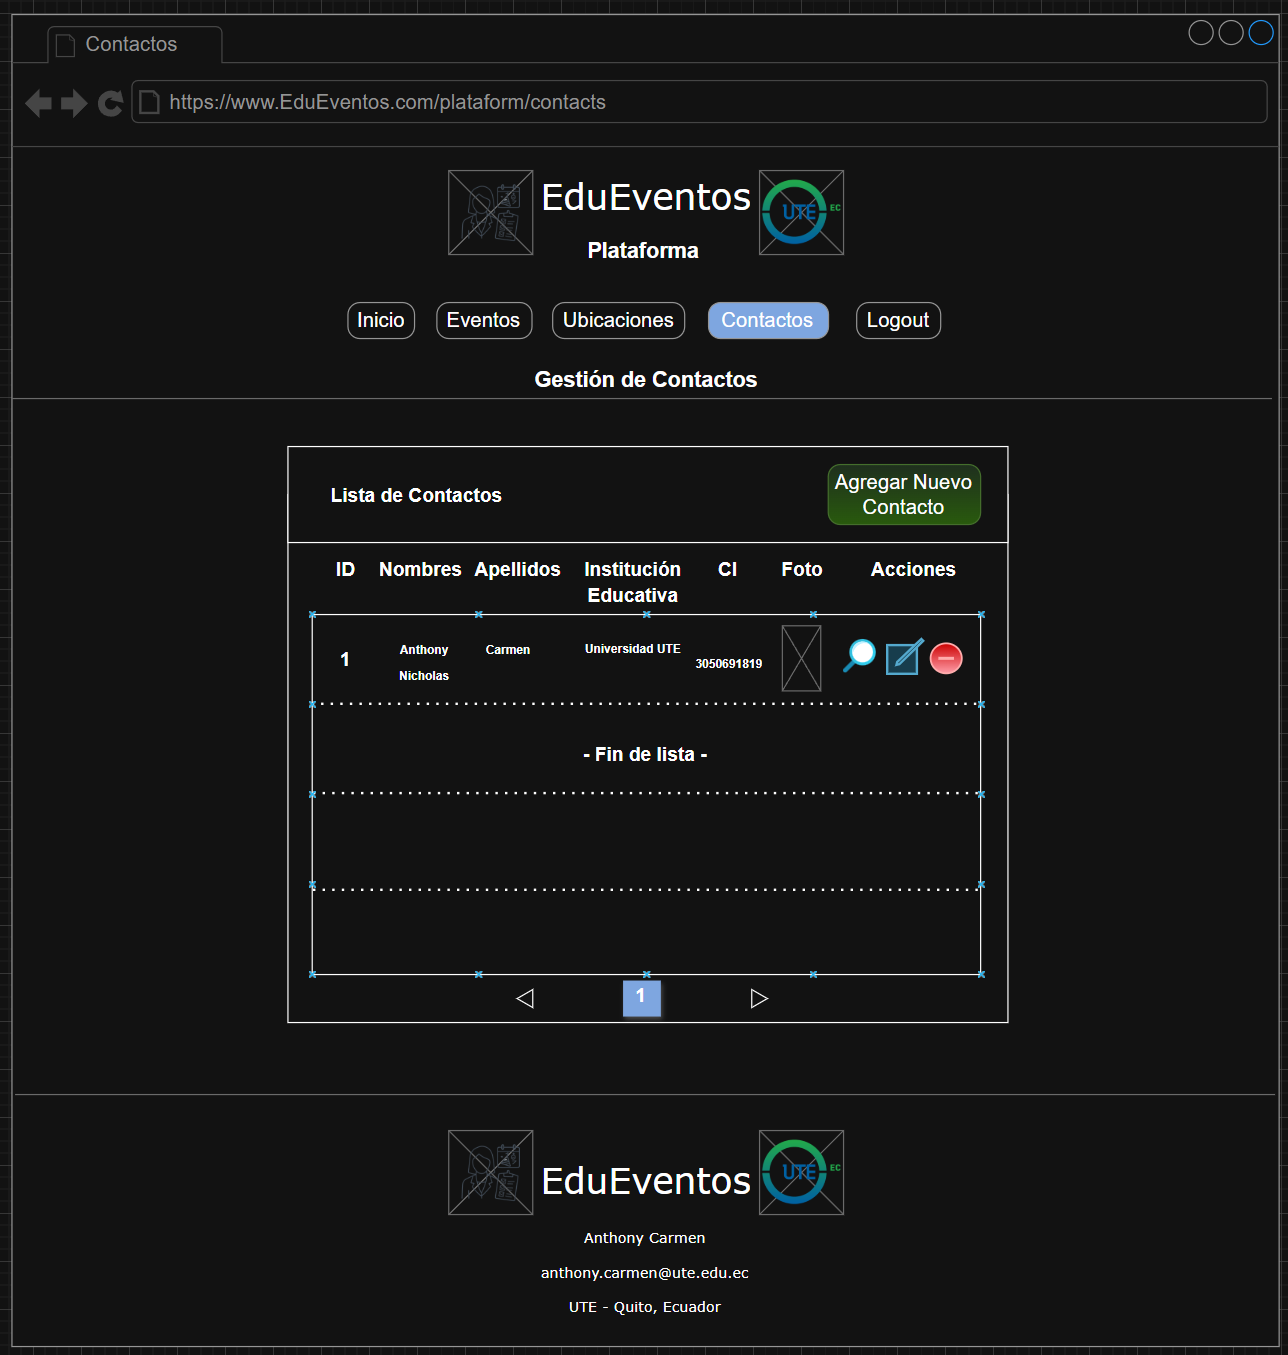 Contactos
https://www.EduEventos.com/plataform/contacts
EduEventos
UTE EC
Plataforma
Inicio Eventos Ubicaciones Contactos Logout
Gestión de Contactos
Lista de Contactos
Agregar Nuevo
Contacto
ID Nombres Apellidos Institución CI Foto Acciones
Educativa
1 Anthony Carmen Universidad UTE 3050691819
Nicholas
- Fin de lista -
1
EduEventos
UTE EC
Anthony Carmen
anthony.carmen@ute.edu.ec
UTE - Quito, Ecuador